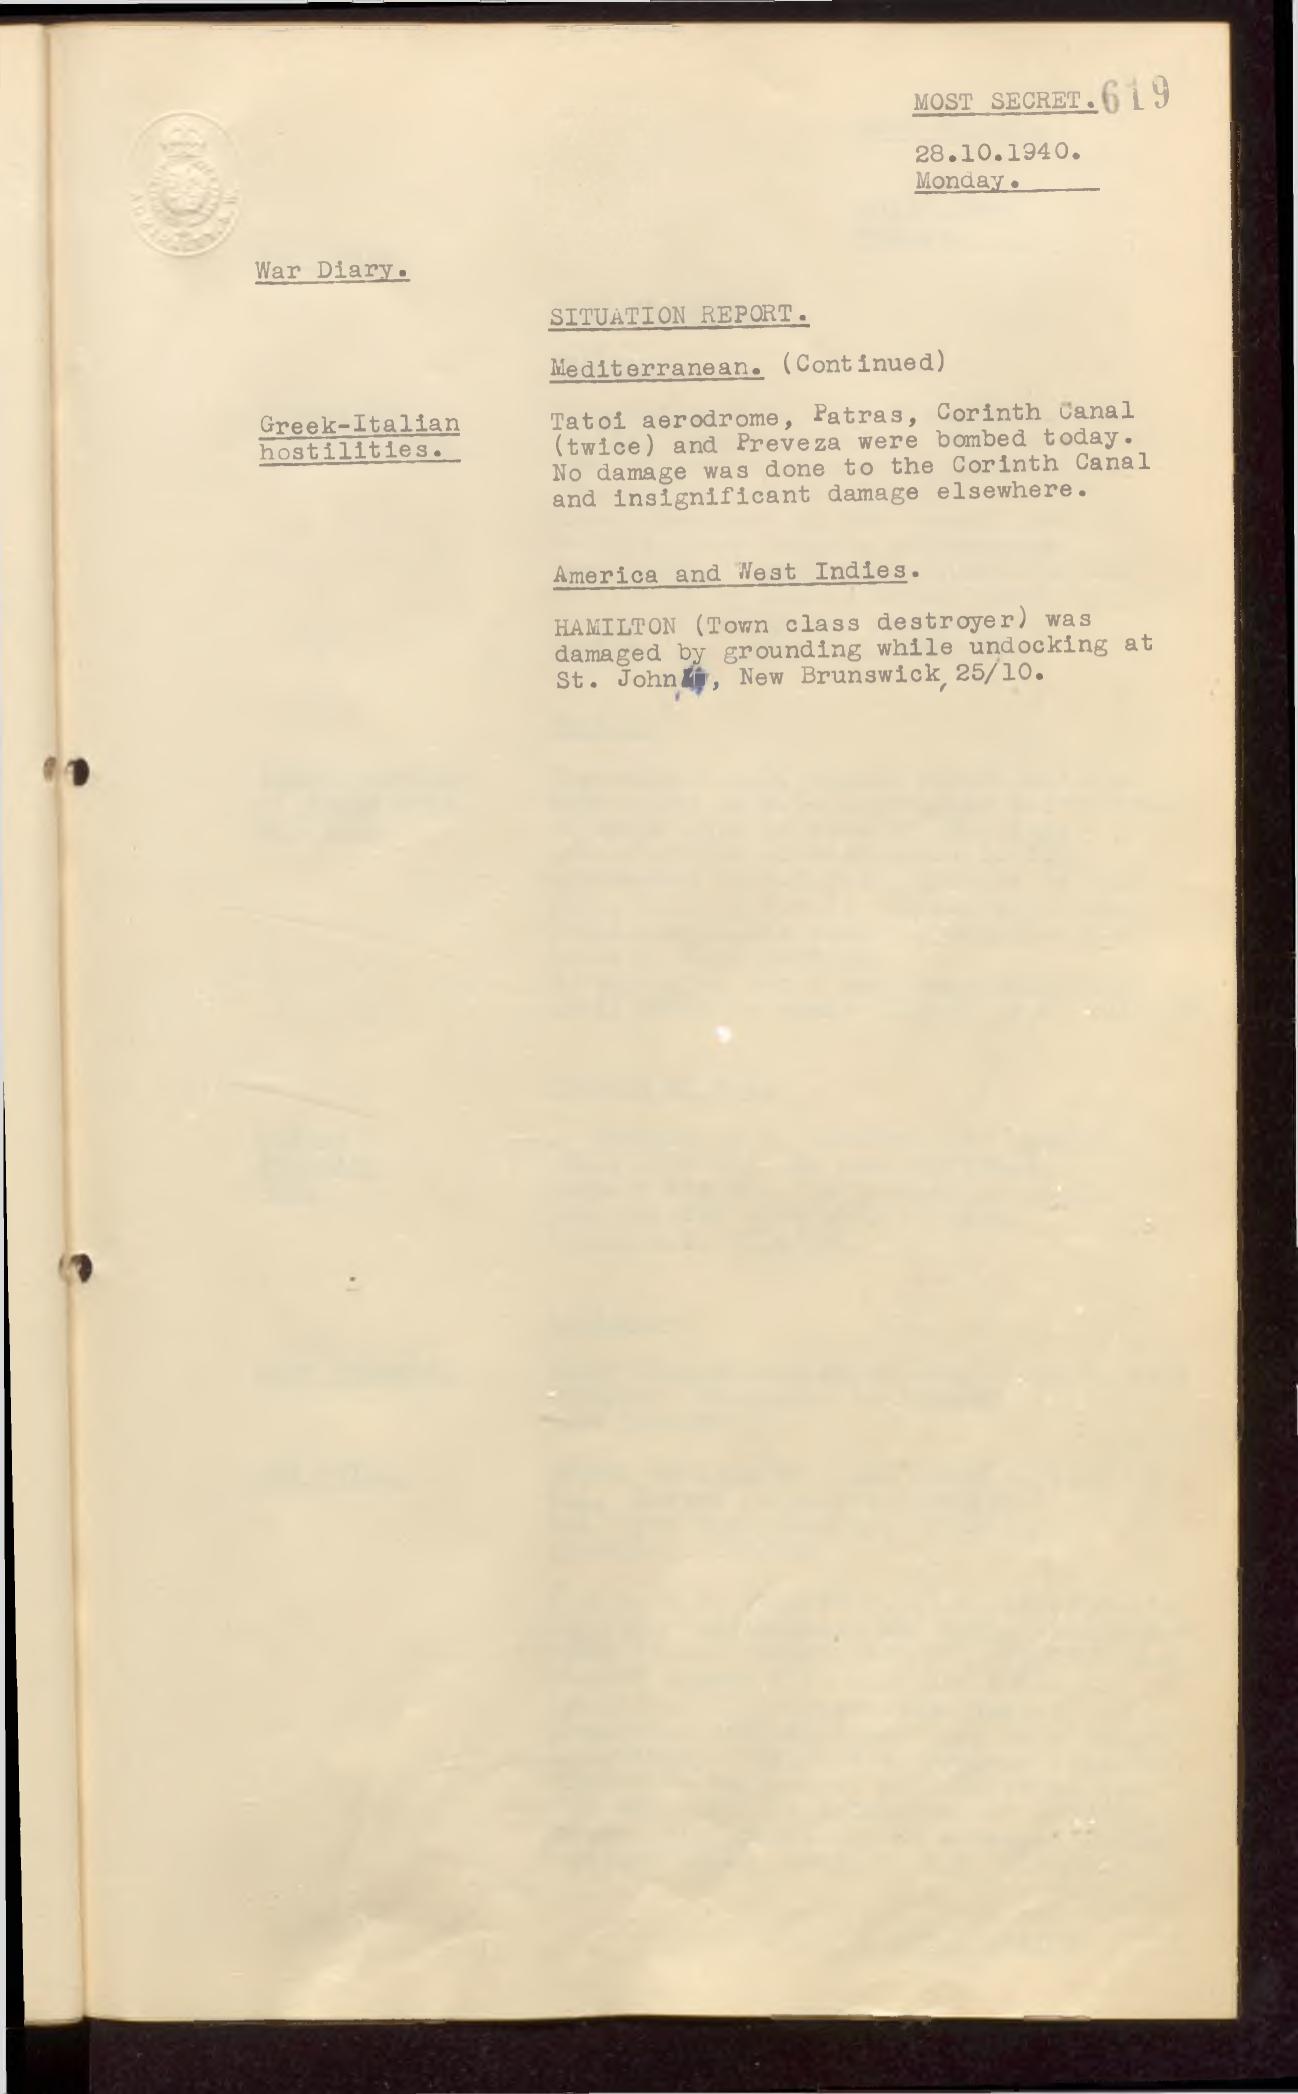 MOST SECRET. 619
28.10.1940.
Monday.
War Diary.
SITUATION REPORT.
Mediterranean. (Continued)
Greek-Italian
hostilities.
Tatoi aerodrome, Patras, Corinth Canal
(twice) and Preveza were bombed today.
No damage was done to the Corinth Canal
and insignificant damage elsewhere.
America and West Indies.
HAMILTON (Town class destroyer) was
damaged by grounding while undocking at
St. John, New Brunswick, 25/10.